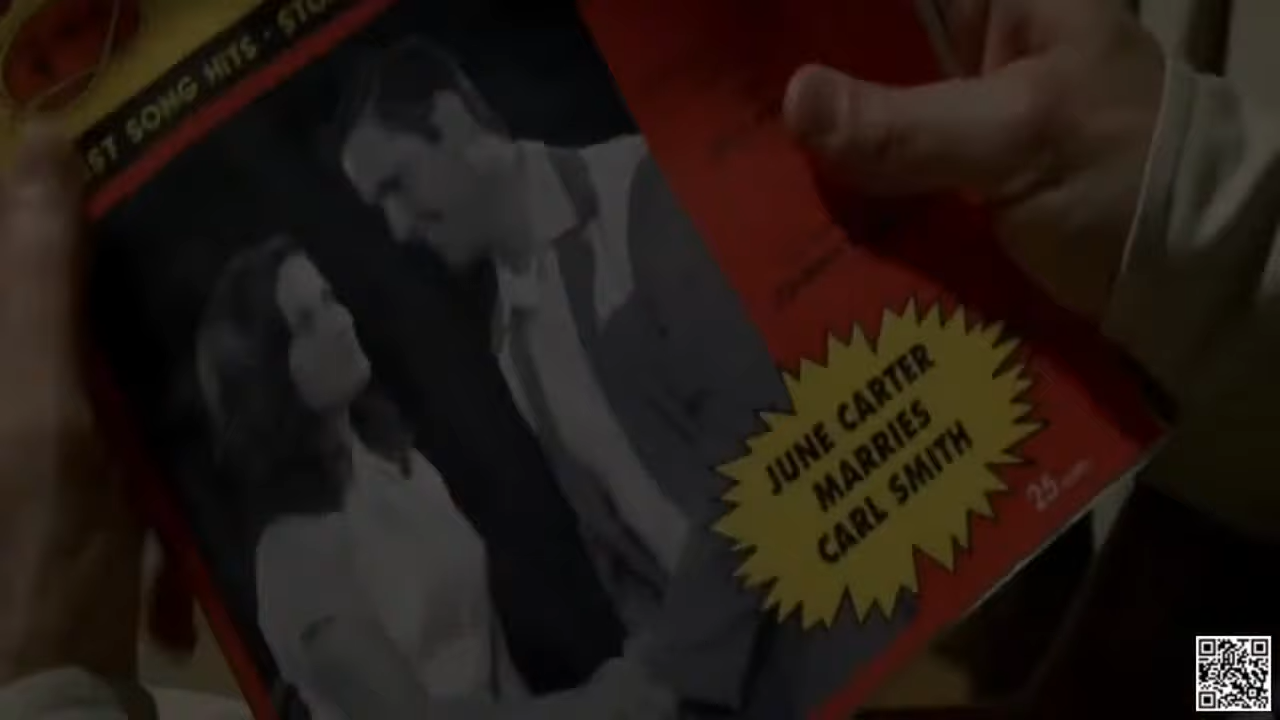 ST SONG HITS · STO
JUNE CARTER
MARRIES
CARL SMITH
25